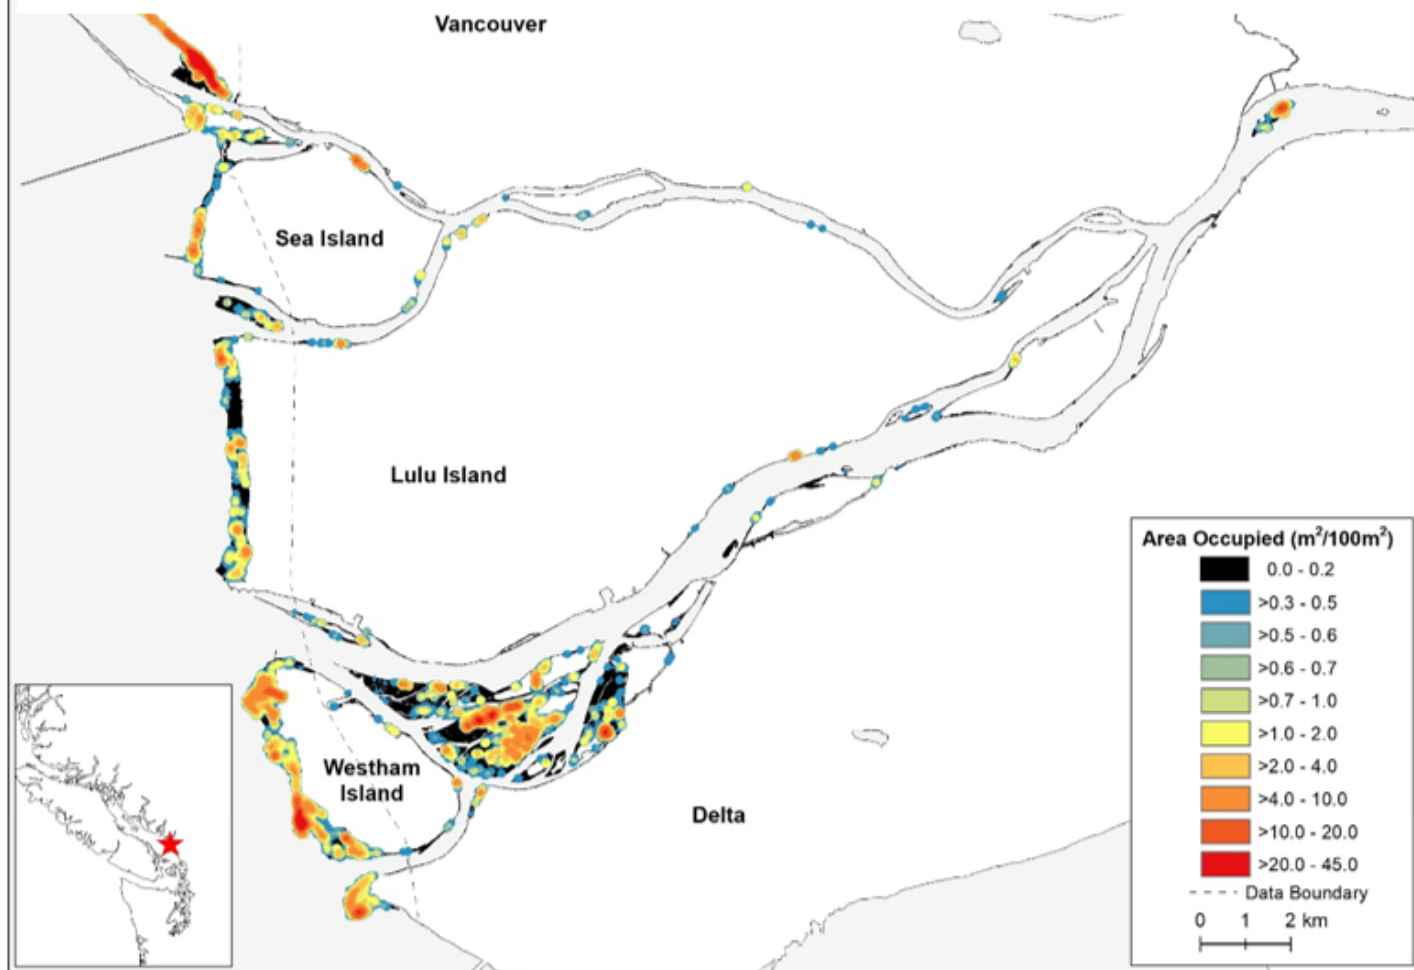 Vancouver
Sea Island
Lulu Island
Westham
Island
Delta
Area Occupied (m²/100m²)
0.0 - 0.2
>0.3 - 0.5
>0.5 - 0.6
>0.6 - 0.7
>0.7 - 1.0
>1.0 - 2.0
>2.0 - 4.0
>4.0 - 10.0
>10.0 - 20.0
>20.0 - 45.0
Data Boundary
0 1 2 km